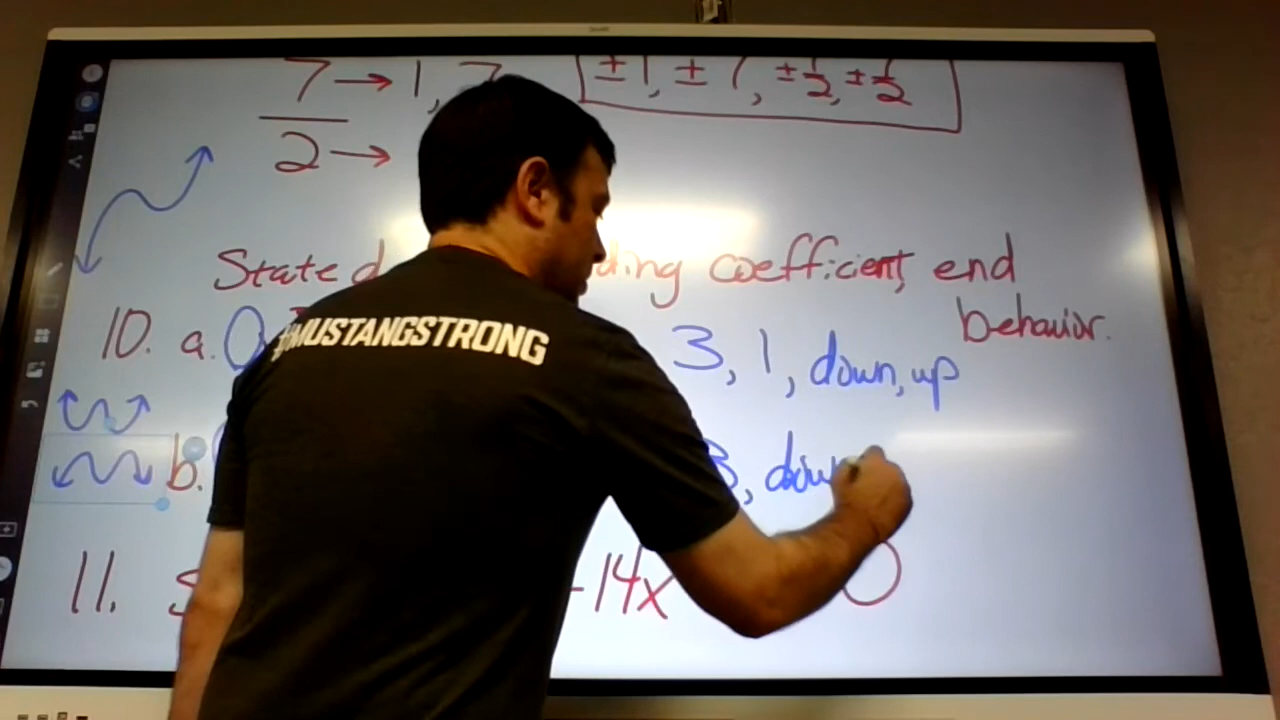 7 → 1, 7
±1, ±7, ±1/2, ±7/2
2 →
State d ding coefficient, end
behavior.
10. a. 3, 1, down, up
#MUSTANGSTRONG
b. 3, down
11. -14x 0